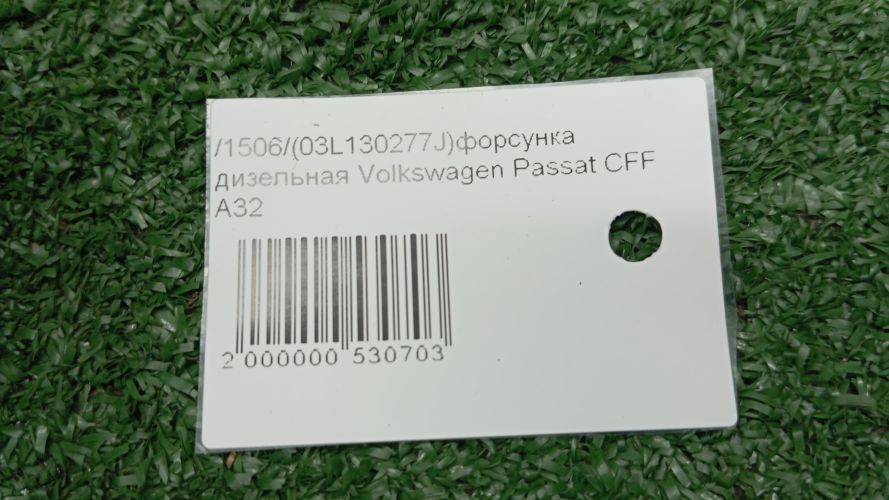 /1506/(03L130277J)форсунка
дизельная Volkswagen Passat CFF
A32
2 000000 530703